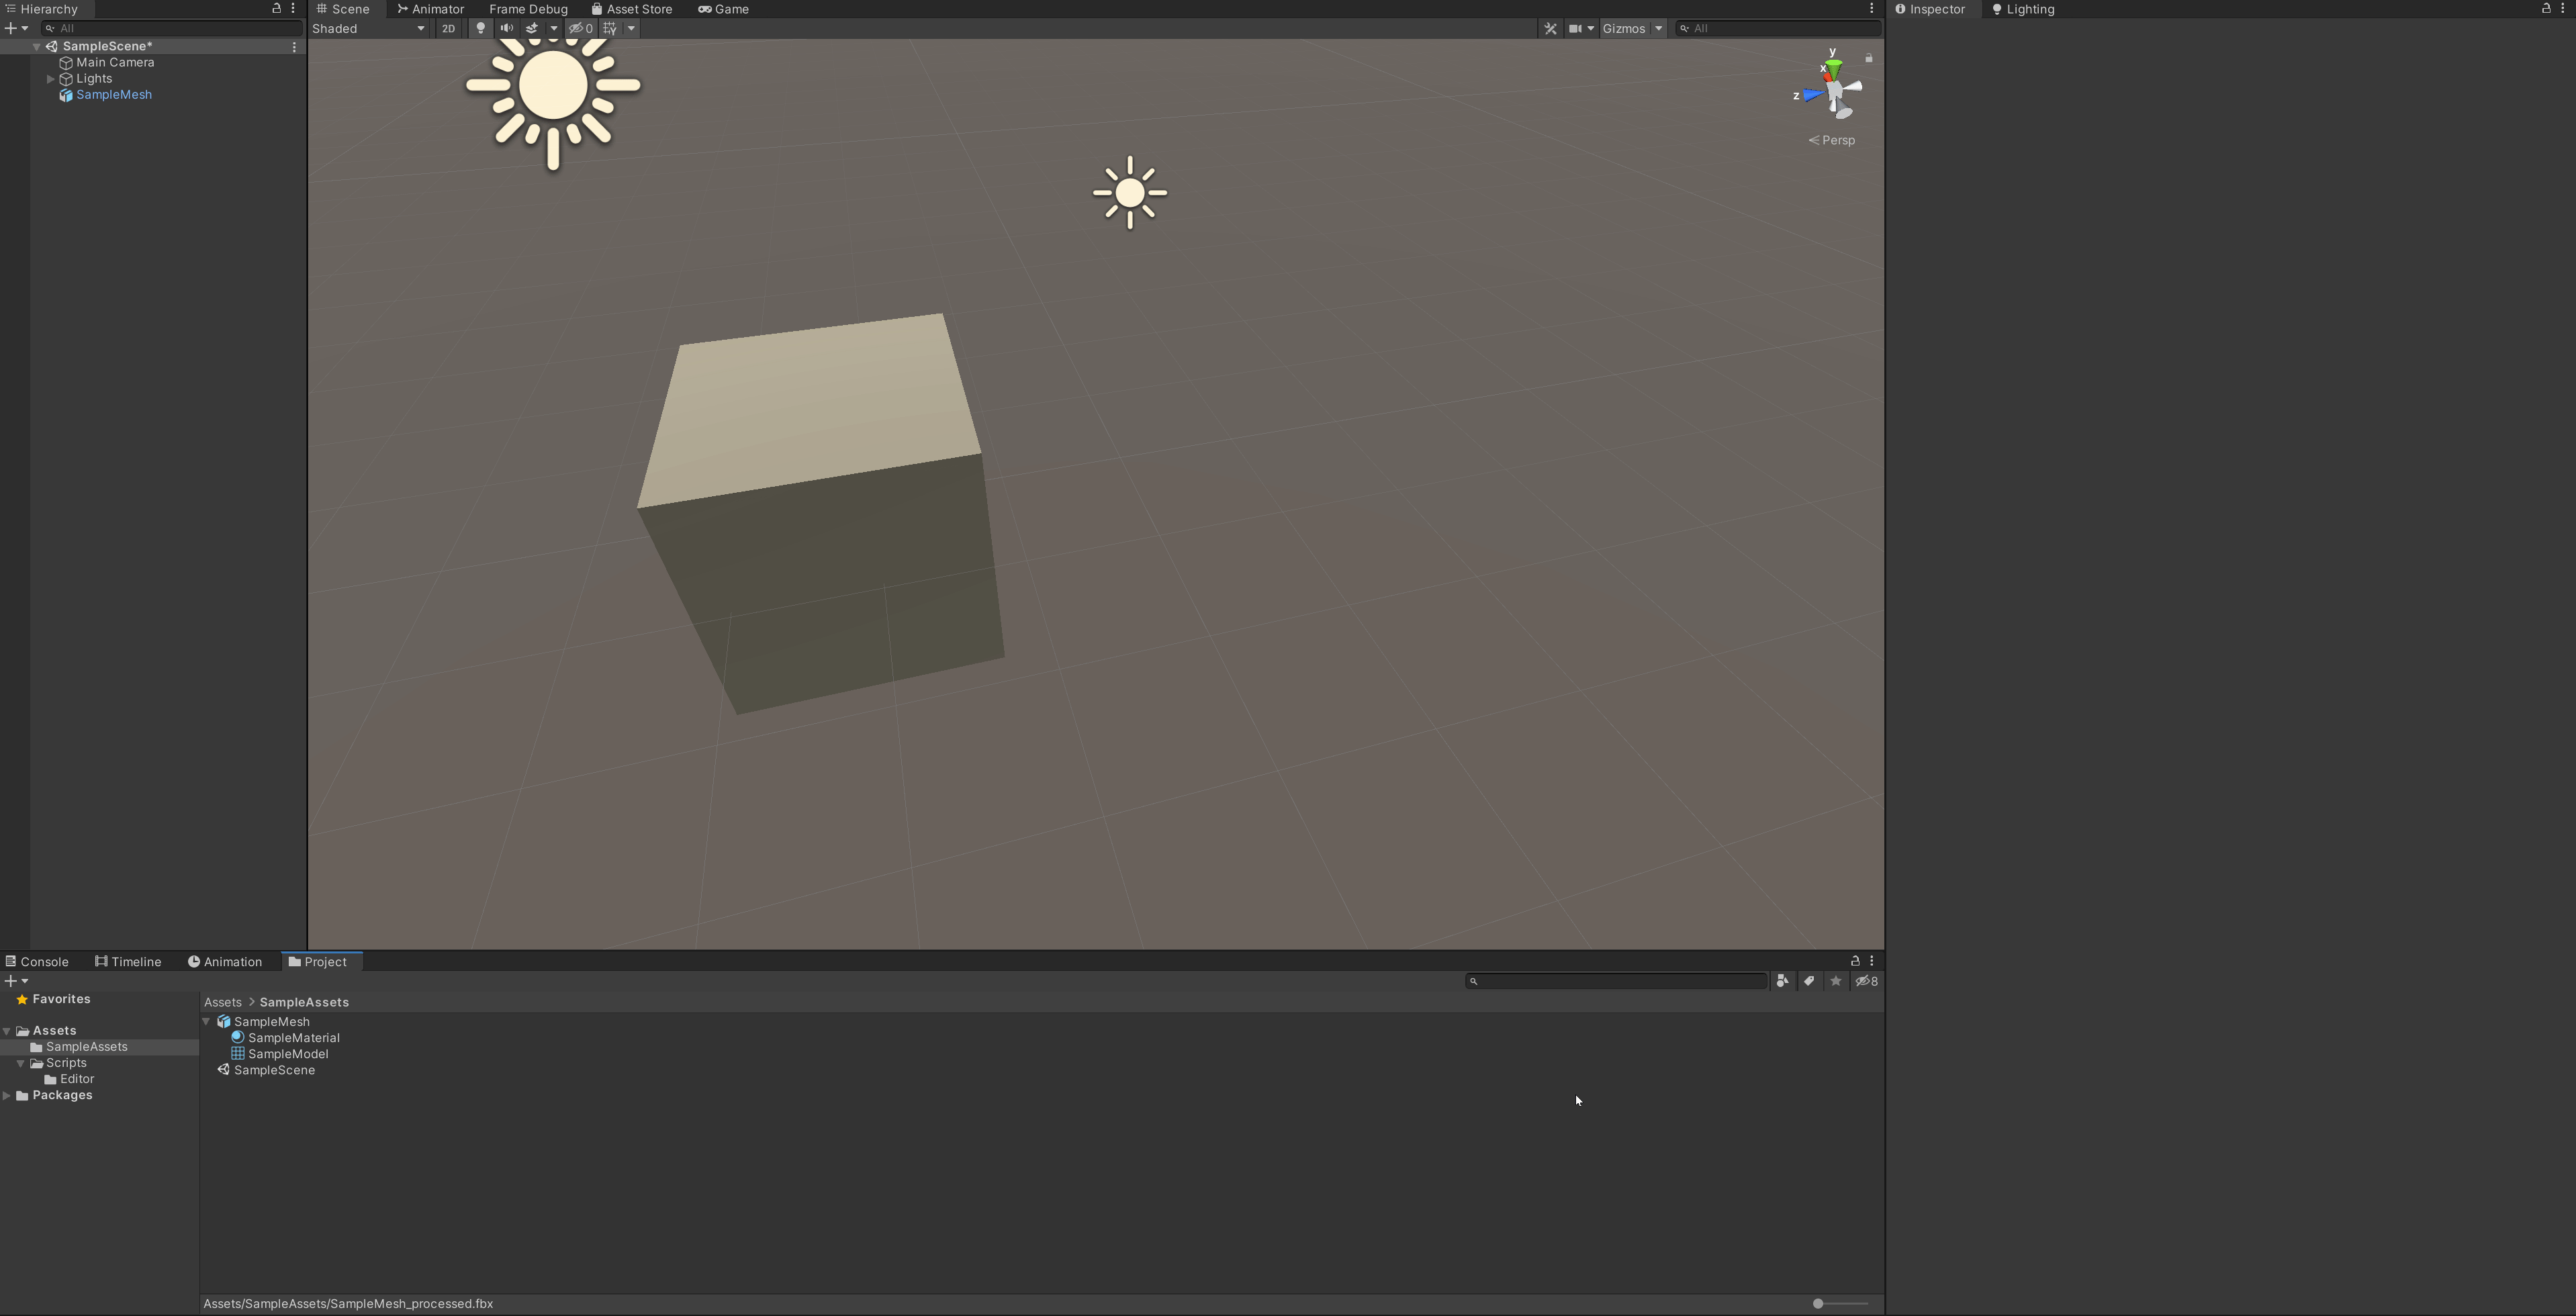 Hierarchy
All
SampleScene*
Main Camera
Lights
SampleMesh
Scene Animator Frame Debug Asset Store Game
Shaded 2D 0 Gizmos All
y
x
z
Persp
Inspector Lighting
Console Timeline Animation Project
8
Favorites
Assets
SampleAssets
Scripts
Editor
Packages
Assets > SampleAssets
SampleMesh
SampleMaterial
SampleModel
SampleScene
Assets/SampleAssets/SampleMesh_processed.fbx